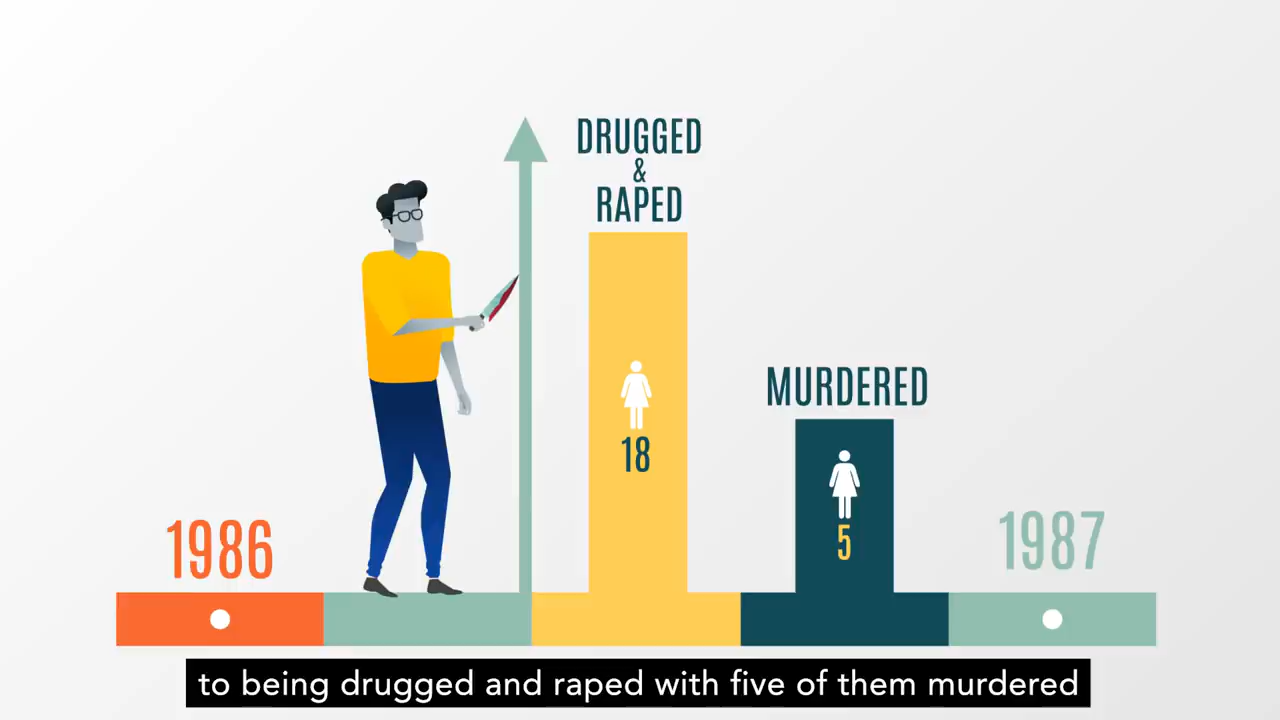 DRUGGED
&
RAPED
18
MURDERED
5
1986
1987
to being drugged and raped with five of them murdered